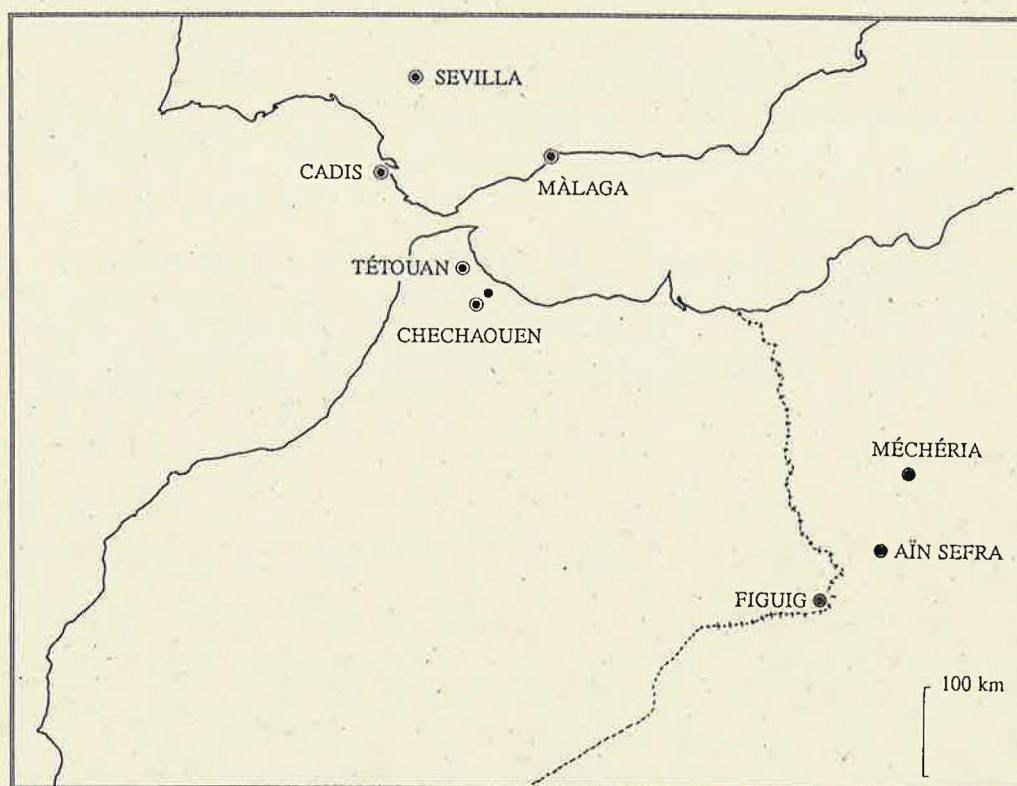 SEVILLA
CADIS
MÀLAGA
TÉTOUAN
CHECHAOUEN
MÉCHÉRIA
AÏN SEFRA
FIGUIG
100 km